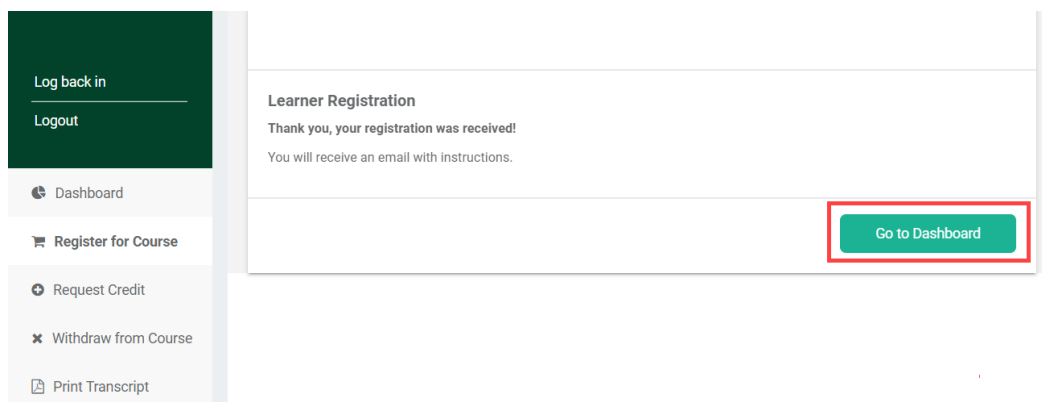 Log back in
Logout
Dashboard
Register for Course
Request Credit
Withdraw from Course
Print Transcript
Learner Registration
Thank you, your registration was received!
You will receive an email with instructions.
Go to Dashboard